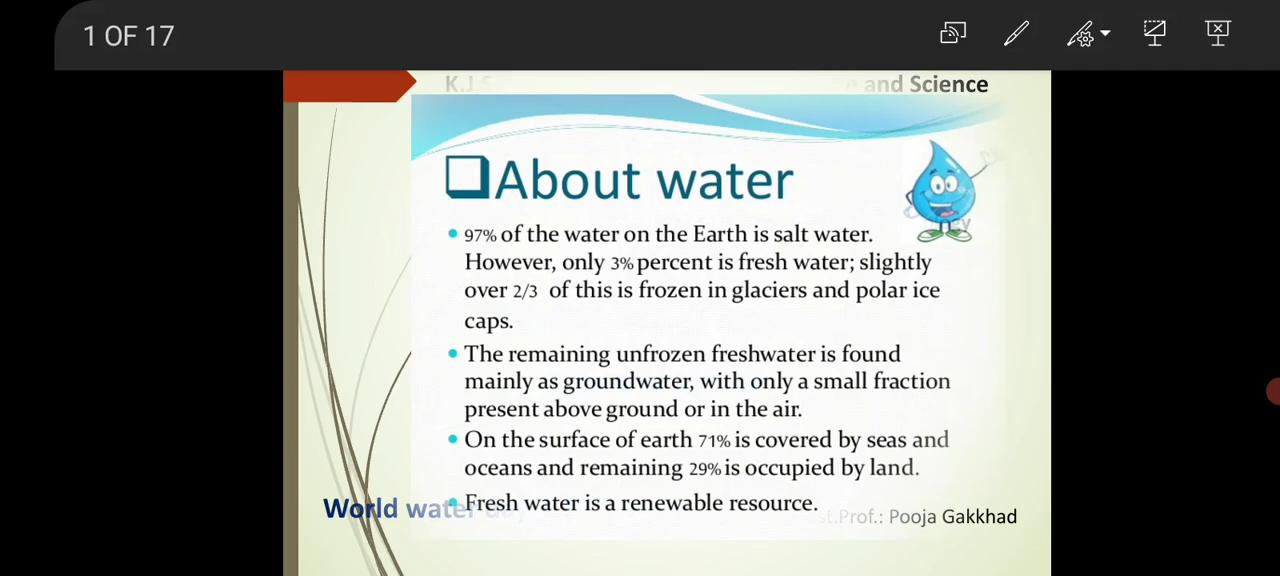 1 OF 17
K.J S and Science
About water
97% of the water on the Earth is salt water.
However, only 3% percent is fresh water; slightly
over 2/3 of this is frozen in glaciers and polar ice
caps.
The remaining unfrozen freshwater is found
mainly as groundwater, with only a small fraction
present above ground or in the air.
On the surface of earth 71% is covered by seas and
oceans and remaining 29% is occupied by land.
Fresh water is a renewable resource.
World water
t.Prof.: Pooja Gakkhad